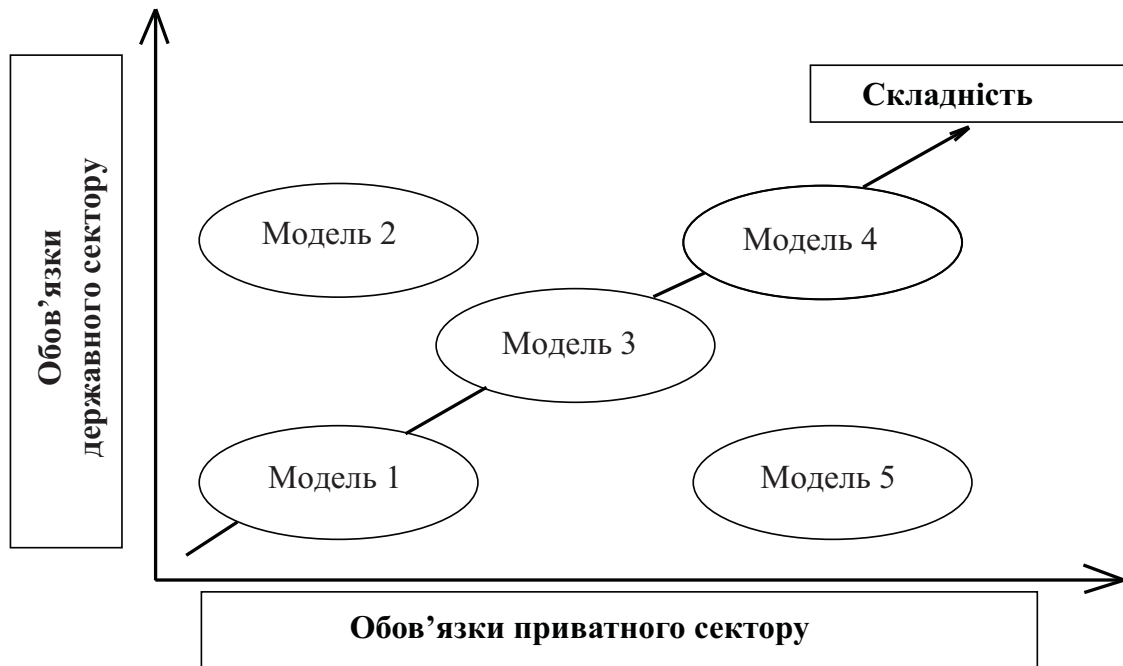 Обов’язки
державного сектору
Складність
Модель 2
Модель 4
Модель 3
Модель 1
Модель 5
Обов’язки приватного сектору